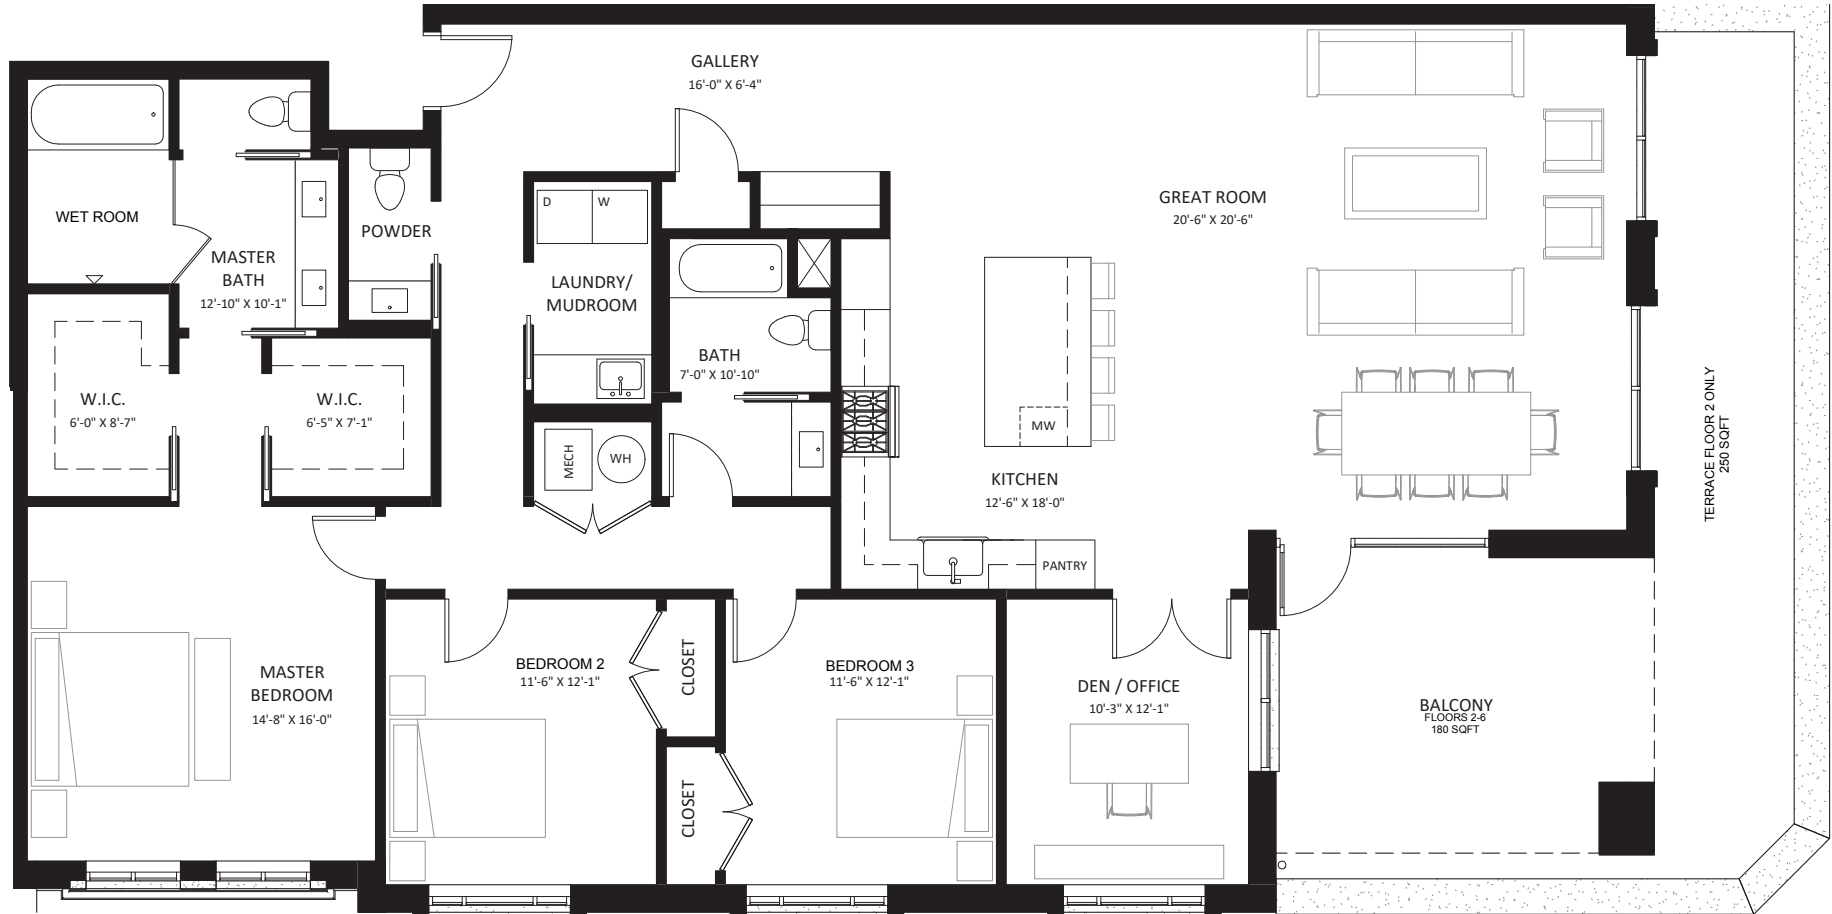 GALLERY
16'-0" X 6'-4"
GREAT ROOM
20'-6" X 20'-6"
WET ROOM
MASTER
BATH
12'-10" X 10'-1"
POWDER
D
W
LAUNDRY/
MUDROOM
BATH
7'-0" X 10'-10"
W.I.C.
6'-0" X 8'-7"
W.I.C.
6'-5" X 7'-1"
MECH
WH
MW
KITCHEN
12'-6" X 18'-0"
PANTRY
TERRACE FLOOR 2 ONLY
250 SQFT
MASTER
BEDROOM
14'-8" X 16'-0"
BEDROOM 2
11'-6" X 12'-1"
CLOSET
CLOSET
BEDROOM 3
11'-6" X 12'-1"
DEN / OFFICE
10'-3" X 12'-1"
BALCONY
FLOORS 2-6
180 SQFT